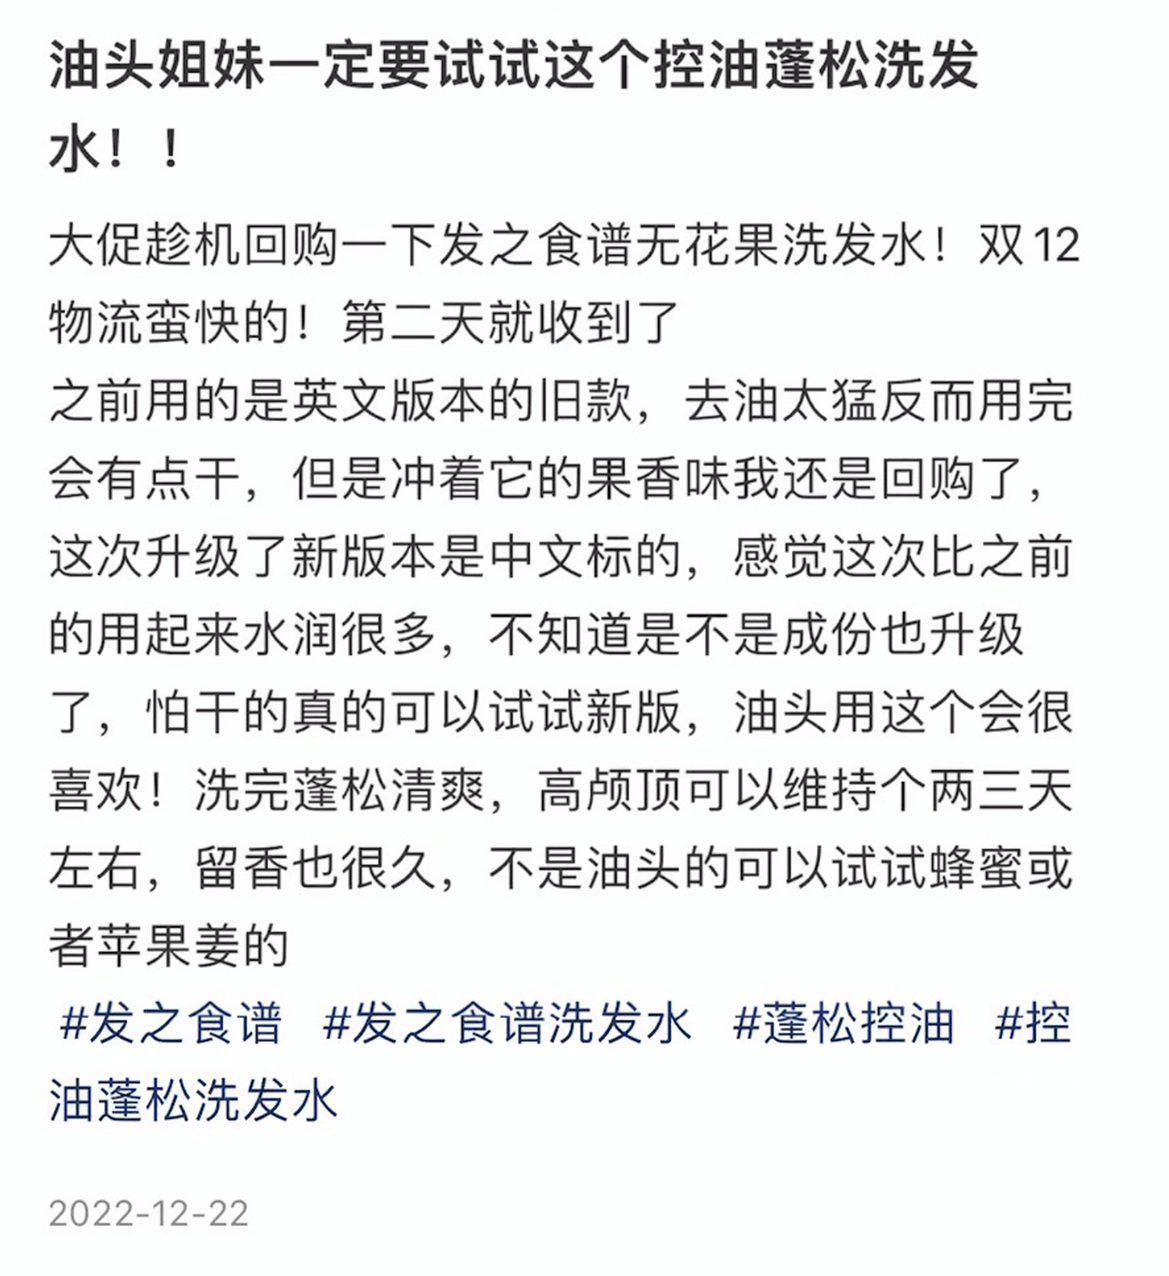 油头姐妹一定要试试这个控油蓬松洗发
水！！
大促趁机回购一下发之食谱无花果洗发水！双12
物流蛮快的！第二天就收到了
之前用的是英文版本的旧款，去油太猛反而用完
会有点干，但是冲着它的果香味我还是回购了，
这次升级了新版本是中文标的，感觉这次比之前
的用起来水润很多，不知道是不是成份也升级
了，怕干的真的可以试试新版，油头用这个会很
喜欢！洗完蓬松清爽，高颅顶可以维持个两三天
左右，留香也很久，不是油头的可以试试蜂蜜或
者苹果姜的
#发之食谱 #发之食谱洗发水 #蓬松控油 #控
油蓬松洗发水
2022-12-22